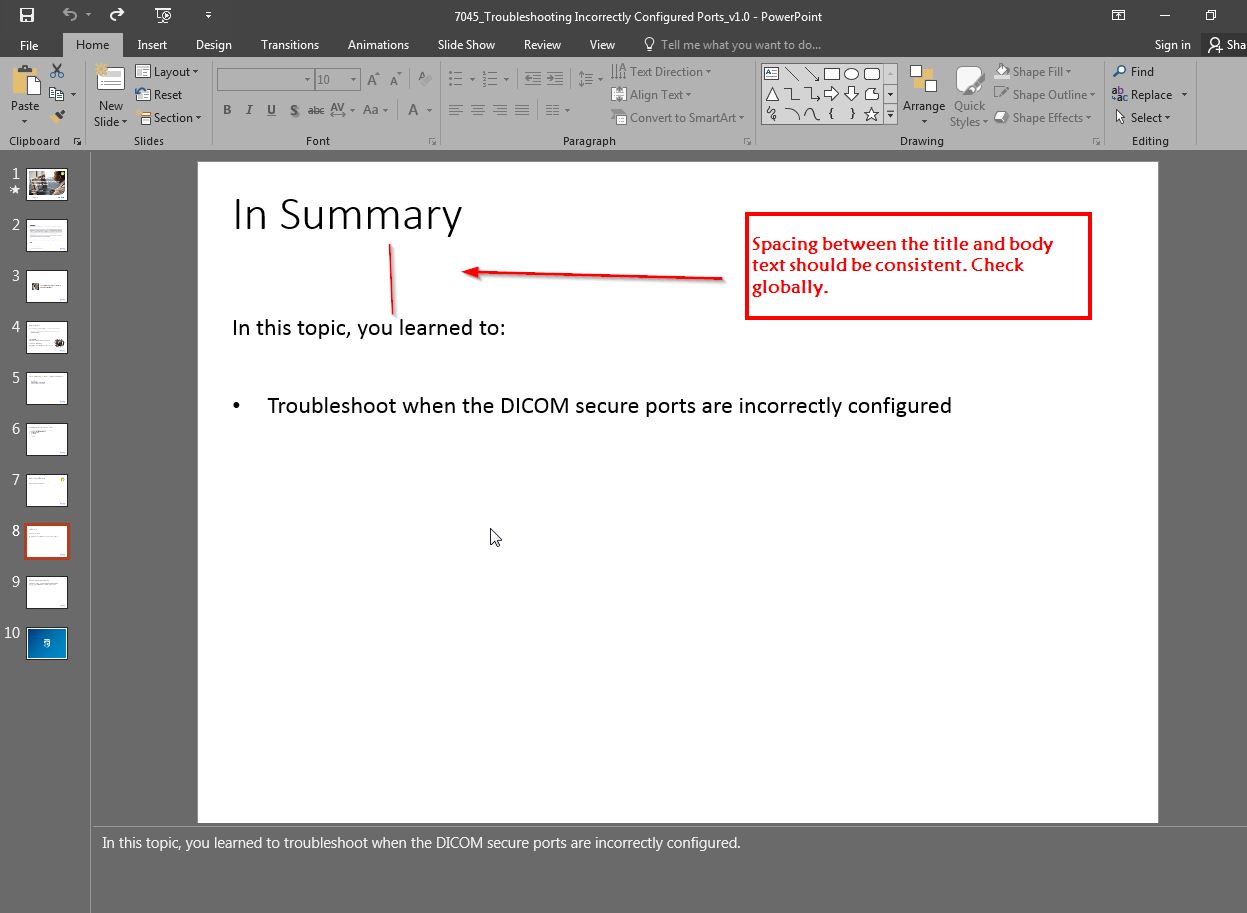 7045_Troubleshooting Incorrectly Configured Ports_v1.0 - PowerPoint
File Home Insert Design Transitions Animations Slide Show Review View Tell me what you want to do... Sign in Sha
Paste
New Slide
Layout
Reset
Section
10
B I U S abc AV Aa A
Text Direction
Align Text
Convert to SmartArt
Arrange
Quick Styles
Shape Fill
Shape Outline
Shape Effects
Find
Replace
Select
Clipboard Slides Font Paragraph Drawing Editing
1
2
3
4
5
6
7
8
9
10
In Summary
Spacing between the title and body
text should be consistent. Check
globally.
In this topic, you learned to:
• Troubleshoot when the DICOM secure ports are incorrectly configured
In this topic, you learned to troubleshoot when the DICOM secure ports are incorrectly configured.